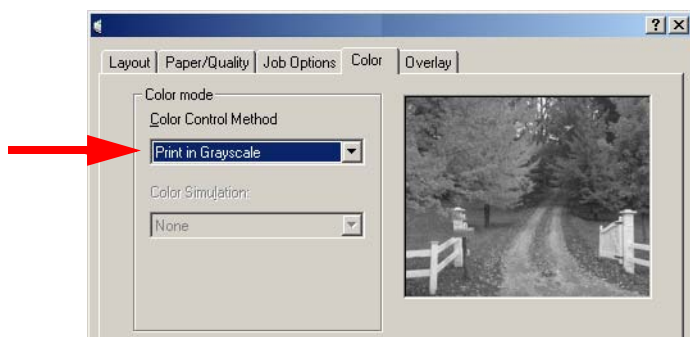 ? X
Layout Paper/Quality Job Options Color Overlay
Color mode
Color Control Method
Print in Grayscale
Color Simulation:
None